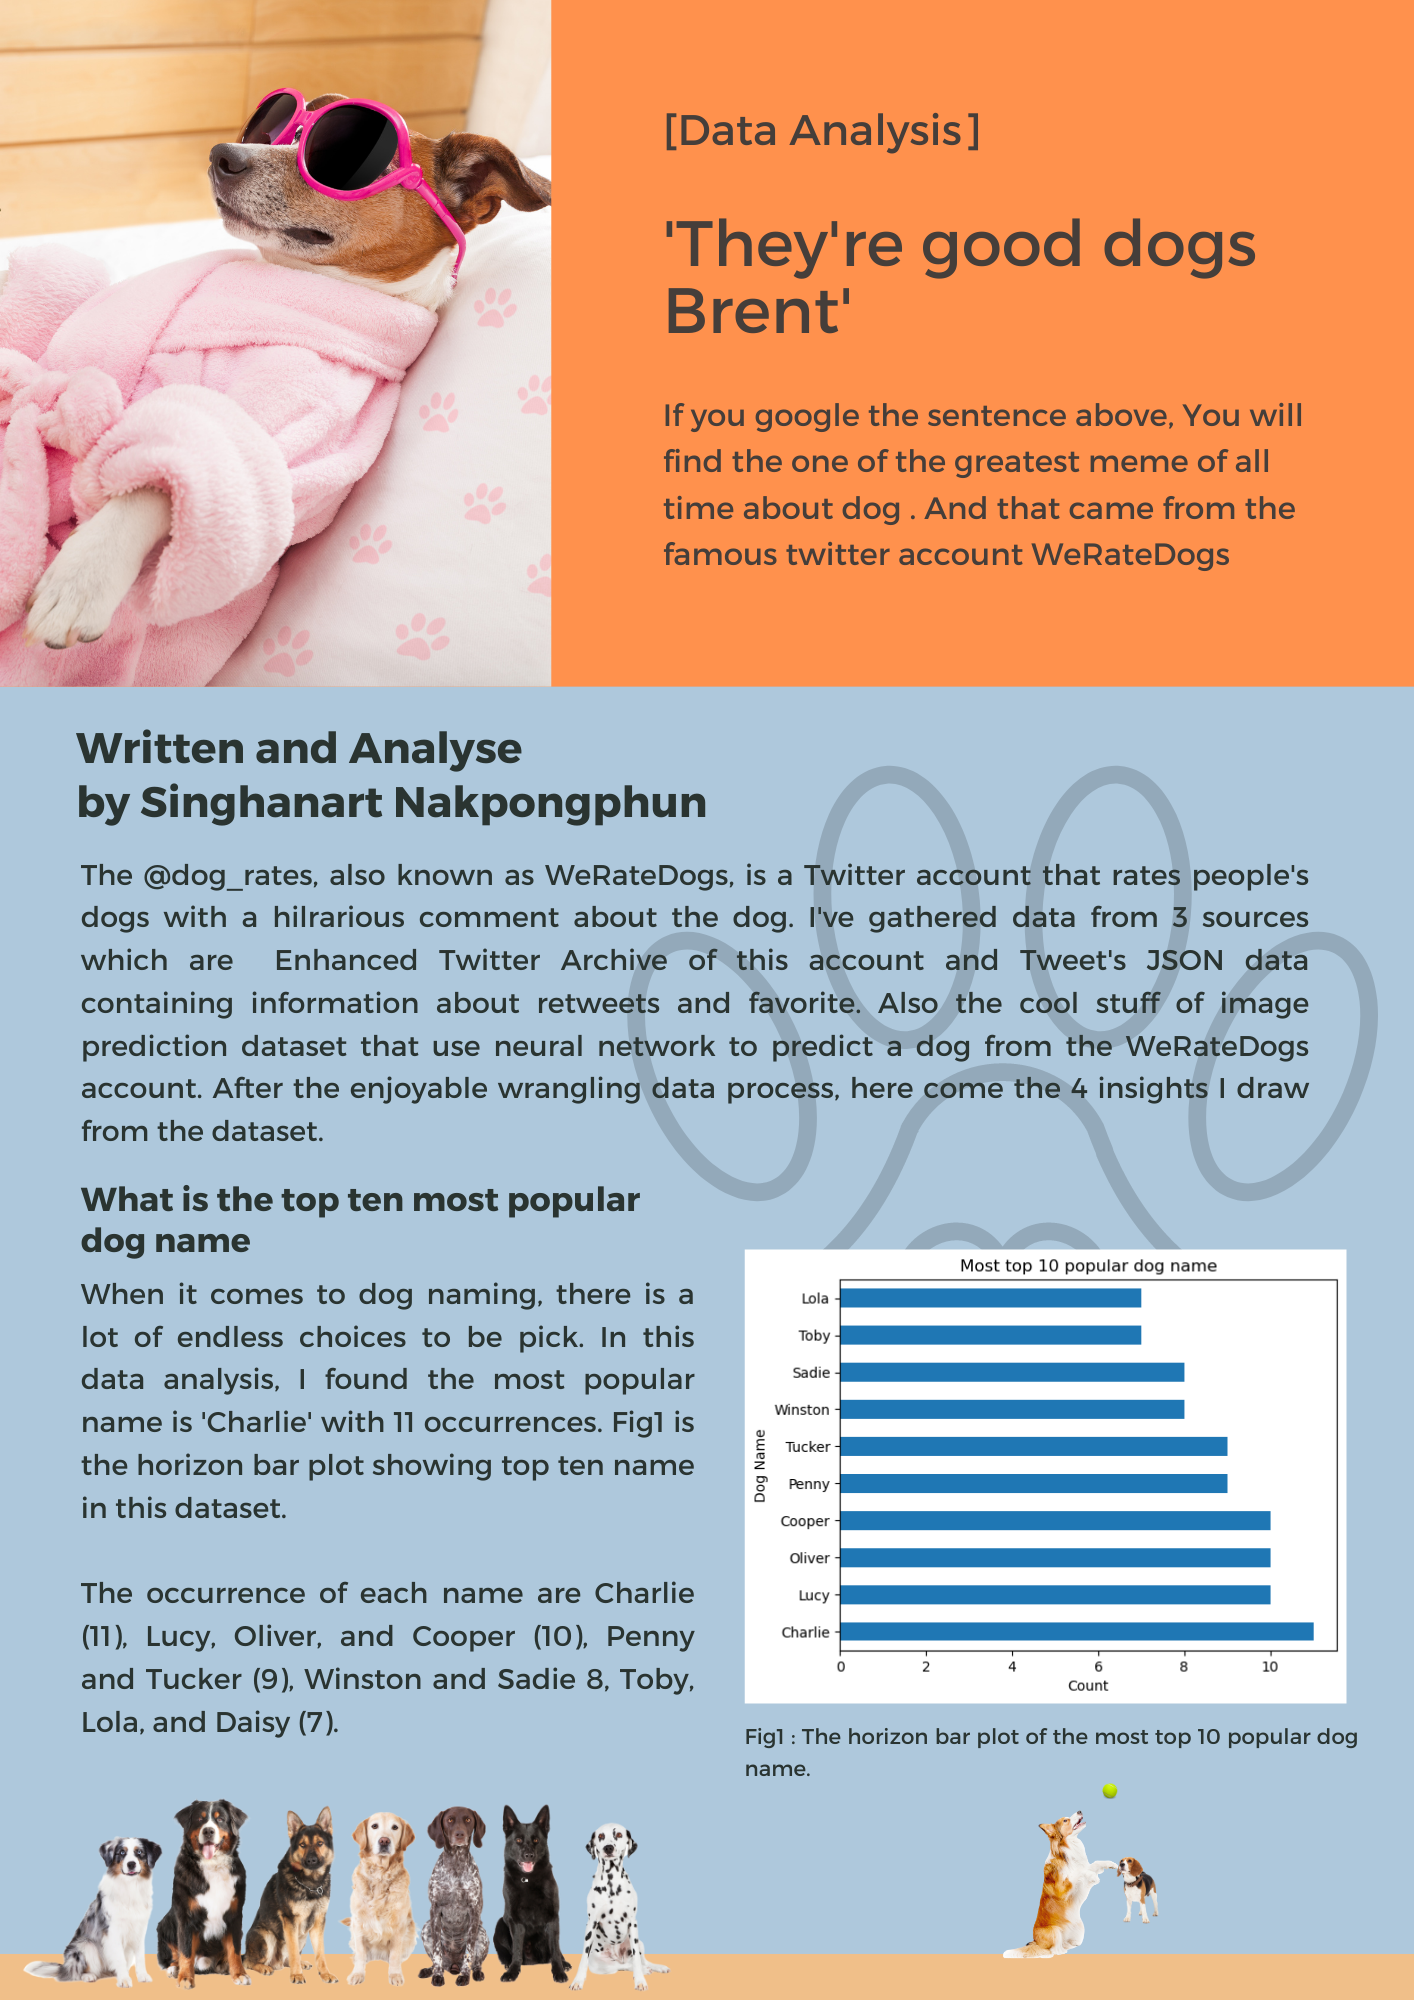 [Data Analysis]
'They're good dogs
Brent'
If you google the sentence above, You will
find the one of the greatest meme of all
time about dog . And that came from the
famous twitter account WeRateDogs
Written and Analyse
by Singhanart Nakpongphun
The @dog_rates, also known as WeRateDogs, is a Twitter account that rates people's
dogs with a hilrarious comment about the dog. I've gathered data from 3 sources
which are Enhanced Twitter Archive of this account and Tweet's JSON data
containing information about retweets and favorite. Also the cool stuff of image
prediction dataset that use neural network to predict a dog from the WeRateDogs
account. After the enjoyable wrangling data process, here come the 4 insights I draw
from the dataset.
What is the top ten most popular
dog name
When it comes to dog naming, there is a
lot of endless choices to be pick. In this
data analysis, I found the most popular
name is 'Charlie' with 11 occurrences. Fig1 is
the horizon bar plot showing top ten name
in this dataset.
The occurrence of each name are Charlie
(11), Lucy, Oliver, and Cooper (10), Penny
and Tucker (9), Winston and Sadie 8, Toby,
Lola, and Daisy (7).
Most top 10 popular dog name
Dog Name
Lola
Toby
Sadie
Winston
Tucker
Penny
Cooper
Oliver
Lucy
Charlie
0 2 4 6 8 10
Count
Fig1 : The horizon bar plot of the most top 10 popular dog
name.